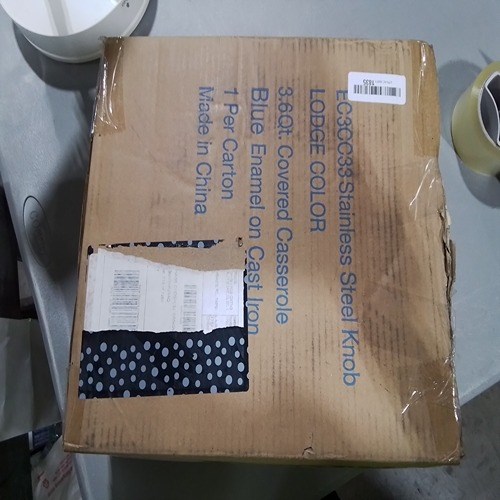 EC3CC33 Stainless Steel Knob
LODGE COLOR
3.6Qt. Covered Casserole
Blue Enamel on Cast Iron
1 Per Carton
Made in China